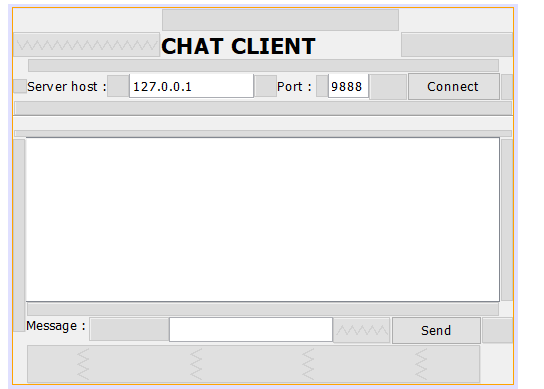 CHAT CLIENT
Server host : 127.0.0.1 Port : 9888 Connect
Message : Send